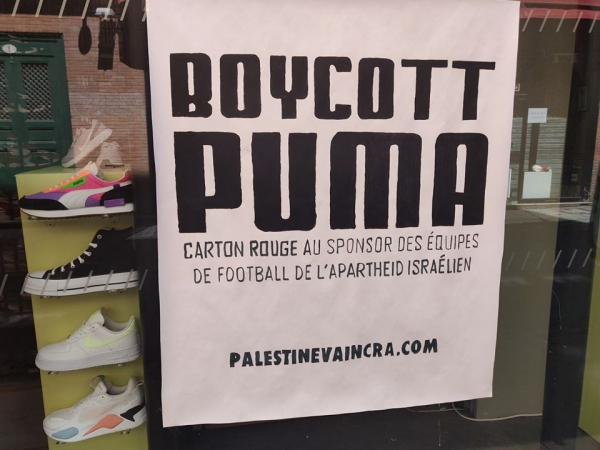 BOYCOTT
PUMA
CARTON ROUGE AU SPONSOR DES ÉQUIPES
DE FOOTBALL DE L'APARTHEID ISRAÉLIEN
PALESTINEVAINCRA.COM